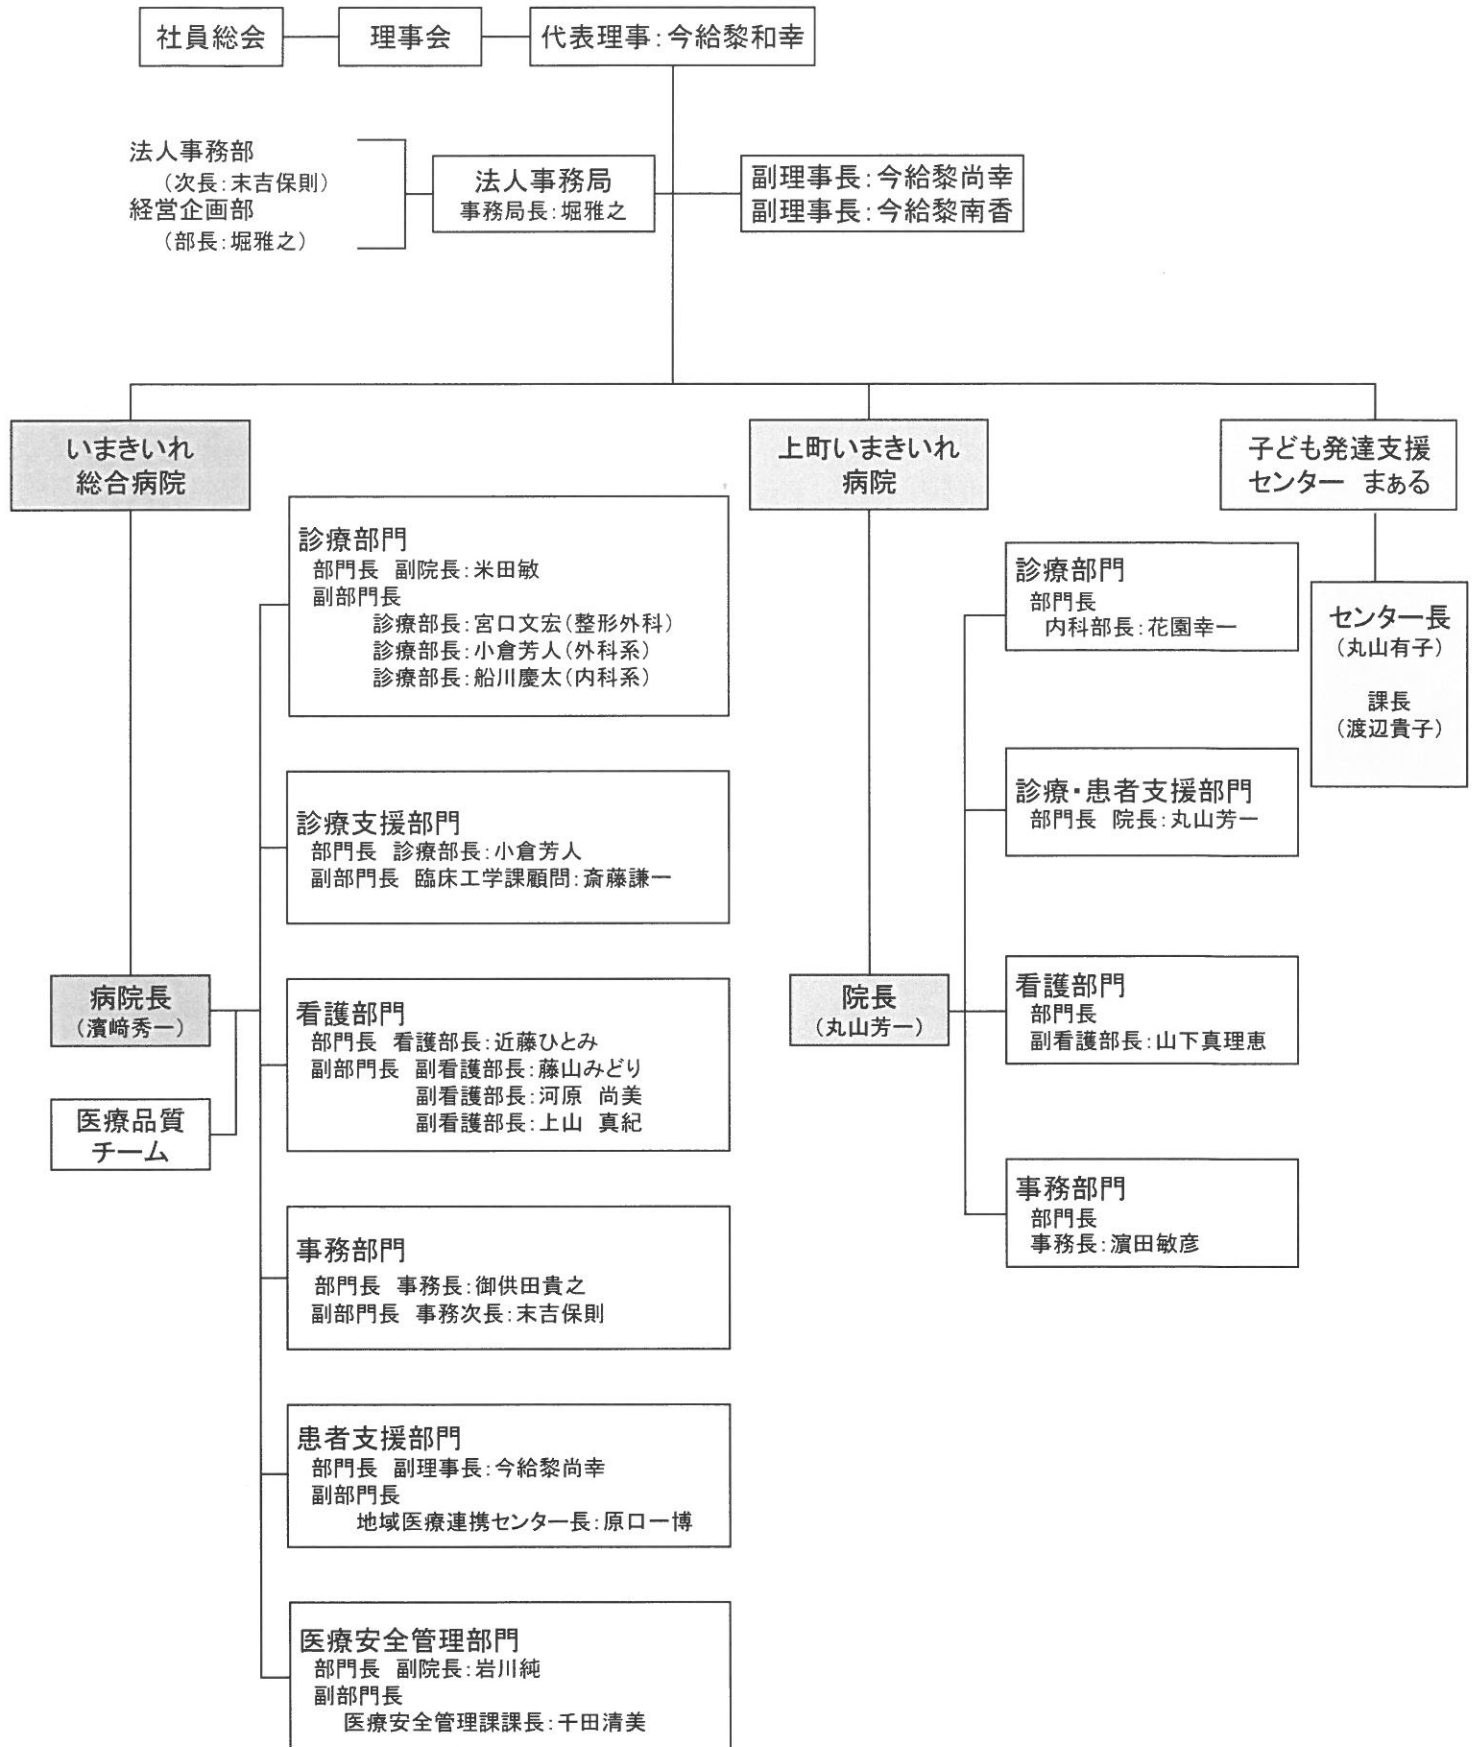 社員総会
理事会
代表理事:今給黎和幸
法人事務部
(次長:末吉保則)
経営企画部
(部長:堀雅之)
法人事務局
事務局長:堀雅之
副理事長:今給黎尚幸
副理事長:今給黎南香
いまきいれ
総合病院
上町いまきいれ
病院
子ども発達支援
センター まぁる
診療部門
部門長 副院長:米田敏
副部門長
診療部長:宮口文宏(整形外科)
診療部長:小倉芳人(外科系)
診療部長:船川慶太(内科系)
診療支援部門
部門長 診療部長:小倉芳人
副部門長 臨床工学課顧問:斎藤謙一
病院長
(濱﨑秀一)
医療品質
チーム
看護部門
部門長 看護部長:近藤ひとみ
副部門長 副看護部長:藤山みどり
副看護部長:河原 尚美
副看護部長:上山 真紀
事務部門
部門長 事務長:御供田貴之
副部門長 事務次長:末吉保則
患者支援部門
部門長 副理事長:今給黎尚幸
副部門長
地域医療連携センター長:原口一博
医療安全管理部門
部門長 副院長:岩川純
副部門長
医療安全管理課課長:千田清美
院長
(丸山芳一)
診療部門
部門長
内科部長:花園幸一
診療・患者支援部門
部門長 院長:丸山芳一
看護部門
部門長
副看護部長:山下真理恵
事務部門
部門長
事務長:濵田敏彦
センター長
(丸山有子)
課長
(渡辺貴子)